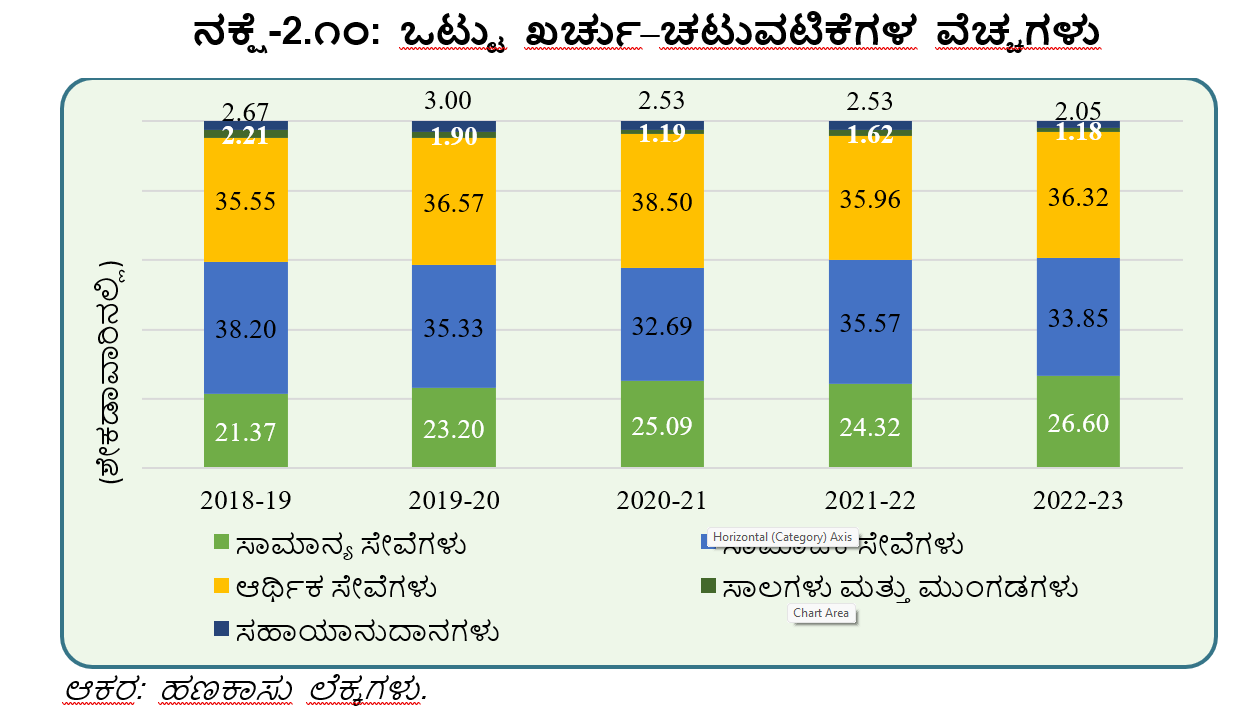 ನಕ್ಷೆ-2.೧೦: ಒಟ್ಟು ಖರ್ಚು–ಚಟುವಟಿಕೆಗಳ ವೆಚ್ಚಗಳು
2.67 3.00 2.53 2.53 2.05
2.21 1.90 1.19 1.62 1.18
35.55 36.57 38.50 35.96 36.32
38.20 35.33 32.69 35.57 33.85
21.37 23.20 25.09 24.32 26.60
(ಶೇಕಡಾವಾರಿನಲ್ಲಿ)
2018-19 2019-20 2020-21 2021-22 2022-23
Horizontal (Category) Axis
ಸಾಮಾನ್ಯ ಸೇವೆಗಳು ಸೇವೆಗಳು
ಆರ್ಥಿಕ ಸೇವೆಗಳು ಸಾಲಗಳು ಮತ್ತು ಮುಂಗಡಗಳು
Chart Area
ಸಹಾಯಾನುದಾನಗಳು
ಆಕರ: ಹಣಕಾಸು ಲೆಕ್ಕಗಳು.